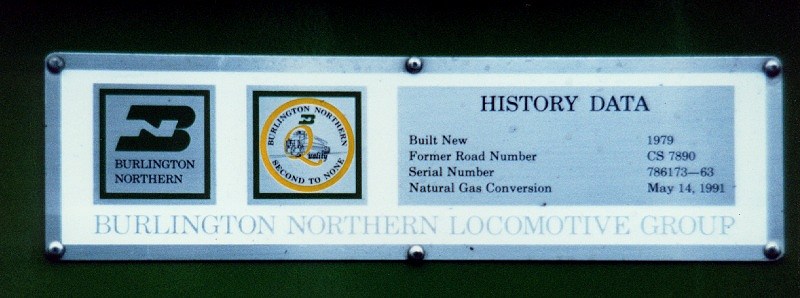 BURLINGTON
NORTHERN
BURLINGTON NORTHERN
Quality
SECOND TO NONE
HISTORY DATA
Built New 1979
Former Road Number CS 7890
Serial Number 786173—63
Natural Gas Conversion May 14, 1991
BURLINGTON NORTHERN LOCOMOTIVE GROUP